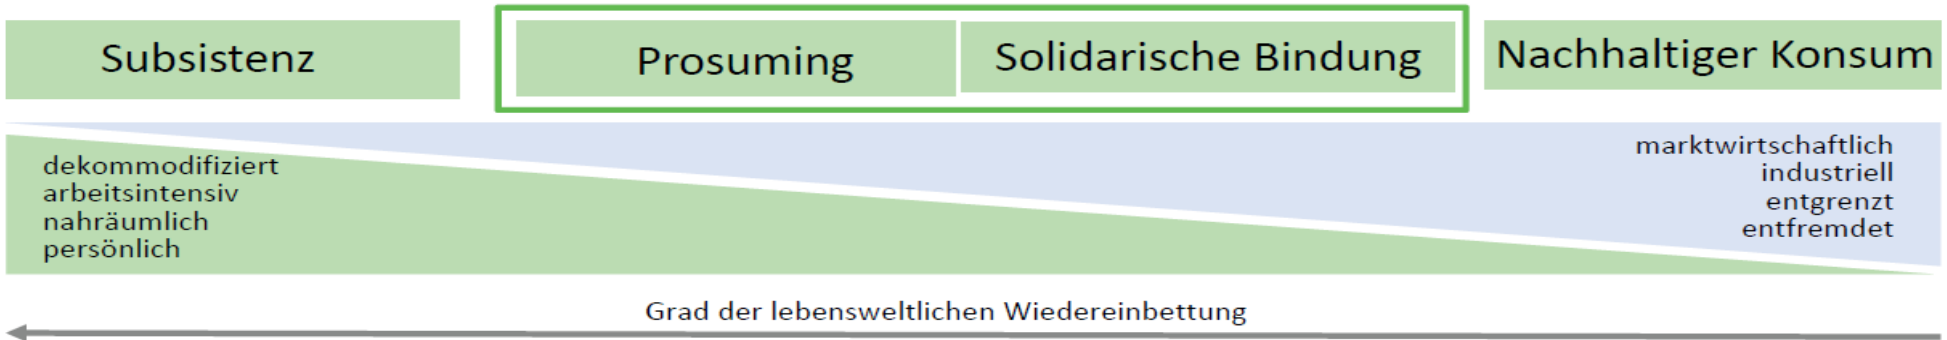 Subsistenz
Prosuming
Solidarische Bindung
Nachhaltiger Konsum
dekommodifiziert
arbeitsintensiv
nahräumlich
persönlich
marktwirtschaftlich
industriell
entgrenzt
entfremdet
Grad der lebensweltlichen Wiedereinbettung